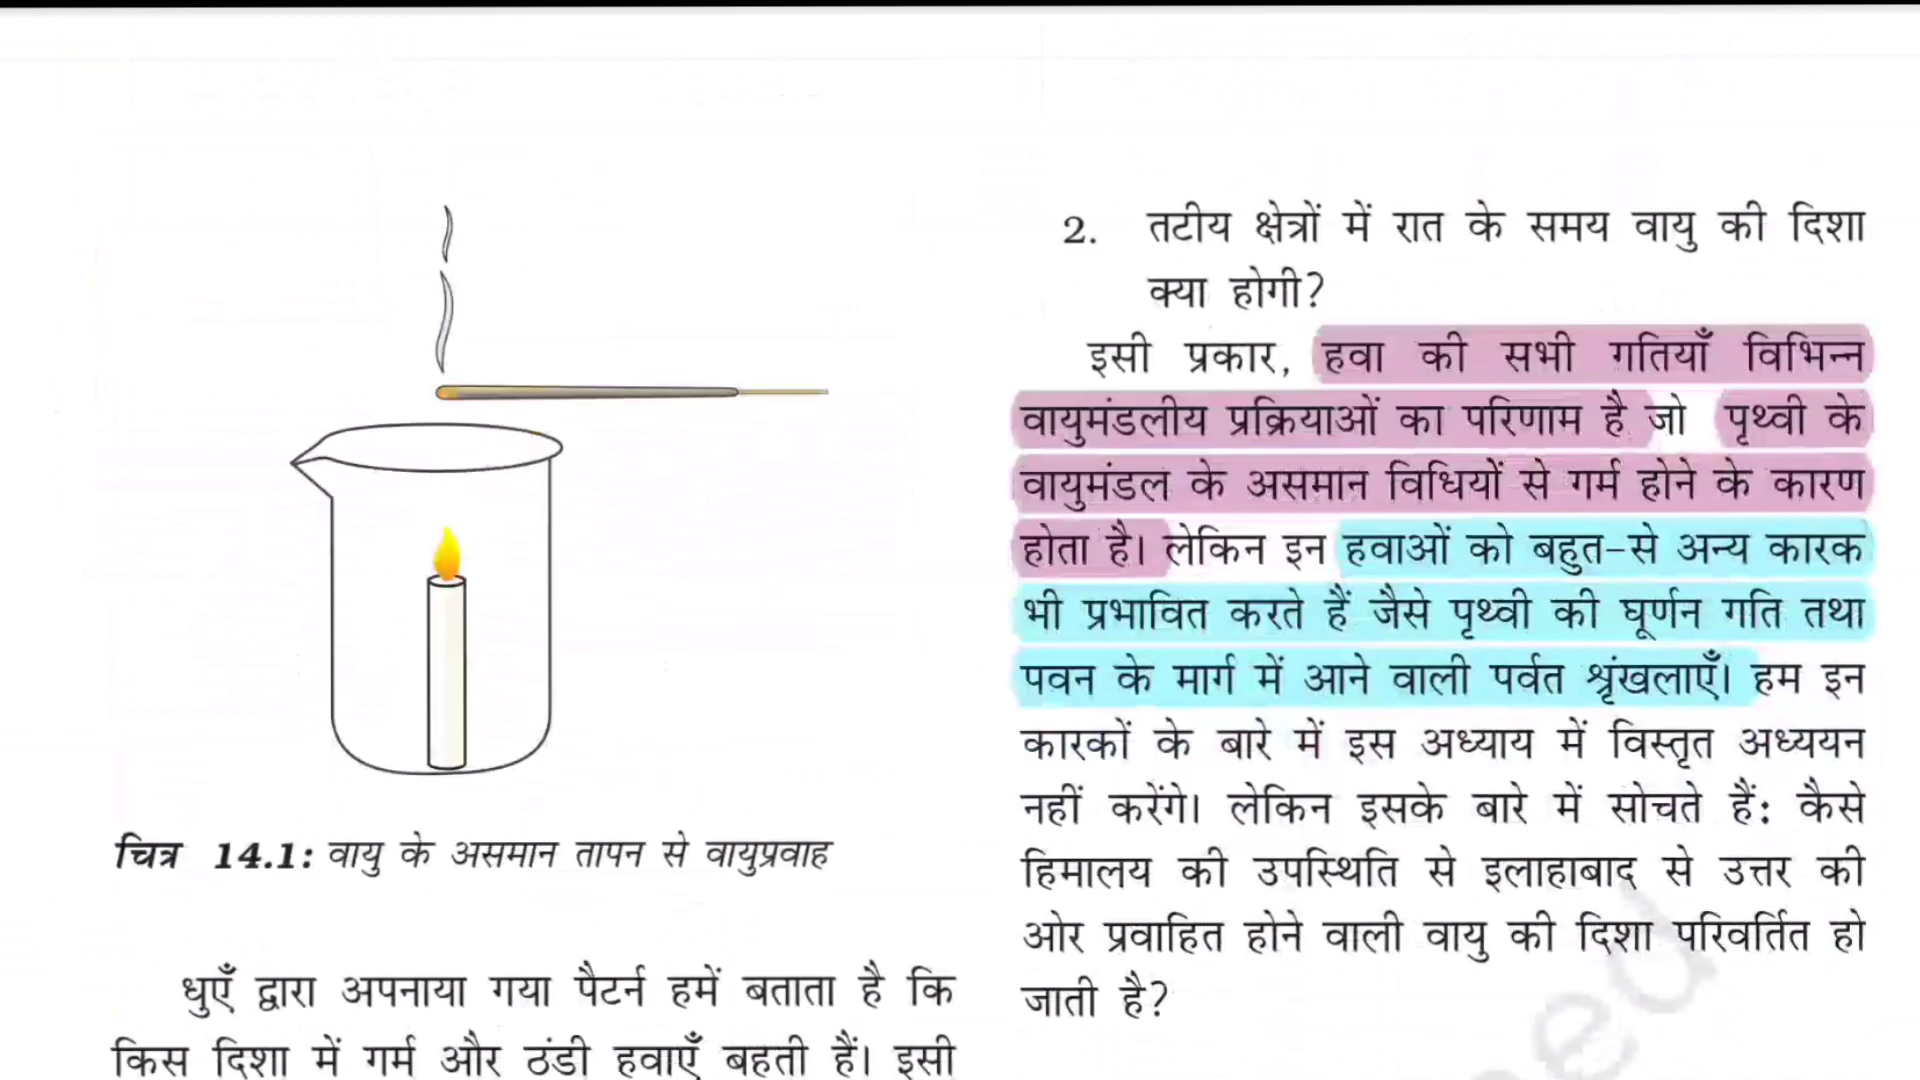 चित्र 14.1: वायु के असमान तापन से वायुप्रवाह
धुएँ द्वारा अपनाया गया पैटर्न हमें बताता है कि
किस दिशा में गर्म और ठंडी हवाएँ बहती हैं। इसी
2. तटीय क्षेत्रों में रात के समय वायु की दिशा
क्या होगी?
इसी प्रकार, हवा की सभी गतियाँ विभिन्न
वायुमंडलीय प्रक्रियाओं का परिणाम है जो पृथ्वी के
वायुमंडल के असमान विधियों से गर्म होने के कारण
होता है। लेकिन इन हवाओं को बहुत-से अन्य कारक
भी प्रभावित करते हैं जैसे पृथ्वी की घूर्णन गति तथा
पवन के मार्ग में आने वाली पर्वत श्रृंखलाएँ। हम इन
कारकों के बारे में इस अध्याय में विस्तृत अध्ययन
नहीं करेंगे। लेकिन इसके बारे में सोचते हैं: कैसे
हिमालय की उपस्थिति से इलाहाबाद से उत्तर की
ओर प्रवाहित होने वाली वायु की दिशा परिवर्तित हो
जाती है?